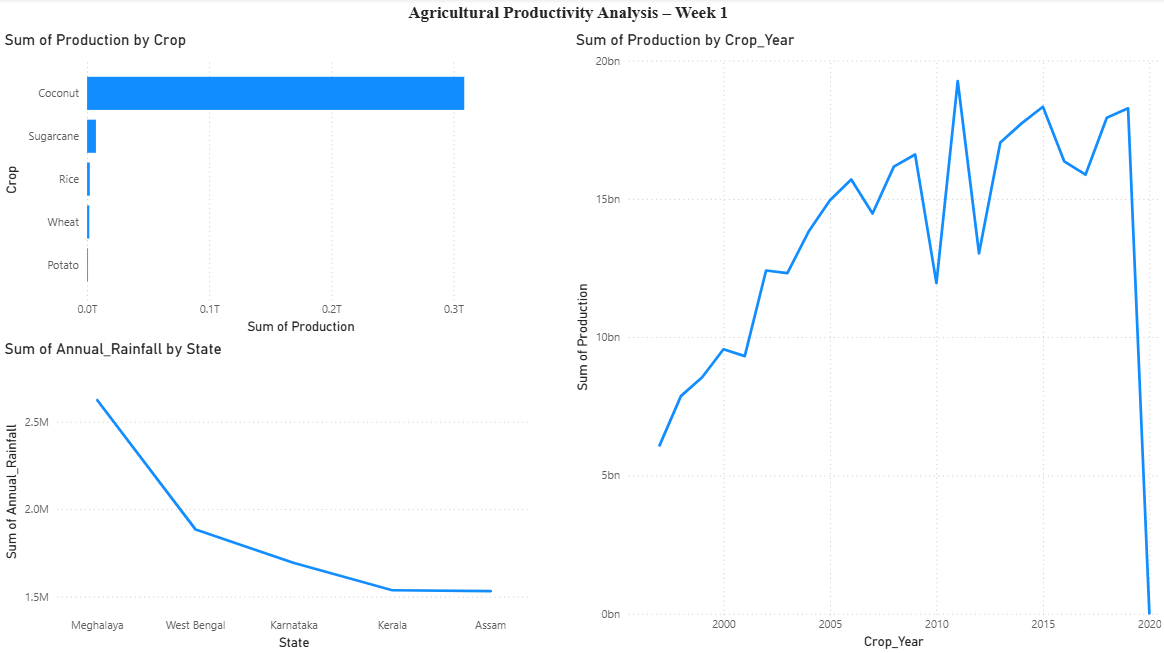 Agricultural Productivity Analysis – Week 1
Sum of Production by Crop
Crop
Coconut
Sugarcane
Rice
Wheat
Potato
0.0T 0.1T 0.2T 0.3T
Sum of Production
Sum of Annual_Rainfall by State
Sum of Annual_Rainfall
2.5M
2.0M
1.5M
Meghalaya West Bengal Karnataka Kerala Assam
State
Sum of Production by Crop_Year
Sum of Production
20bn
15bn
10bn
5bn
0bn
2000 2005 2010 2015 2020
Crop_Year